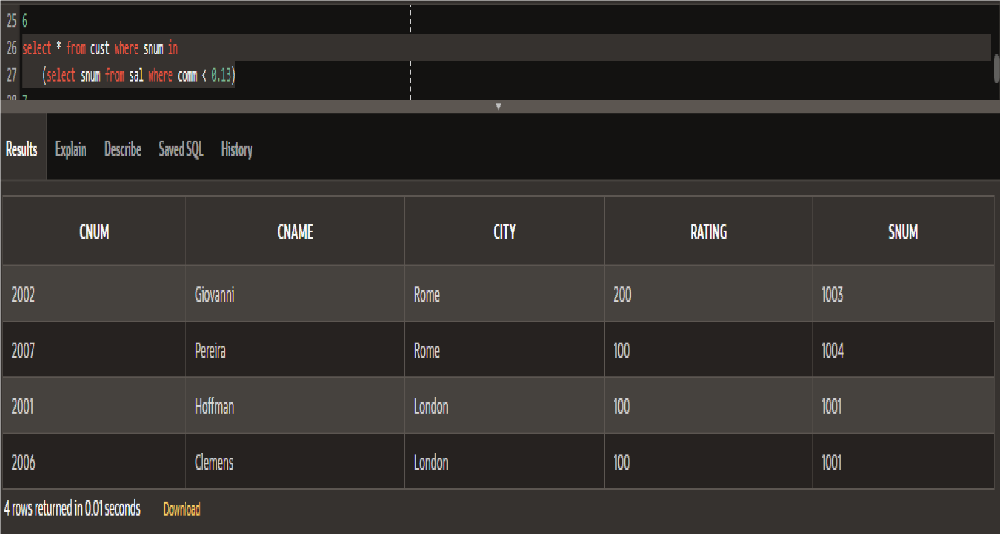 25 6
26 select * from cust where snum in
27 (select snum from sal where comm < 0.13)
28 7
Results Explain Describe Saved SQL History
CNUM CNAME CITY RATING SNUM
2002 Giovanni Rome 200 1003
2007 Pereira Rome 100 1004
2001 Hoffman London 100 1001
2006 Clemens London 100 1001
4 rows returned in 0.01 seconds Download